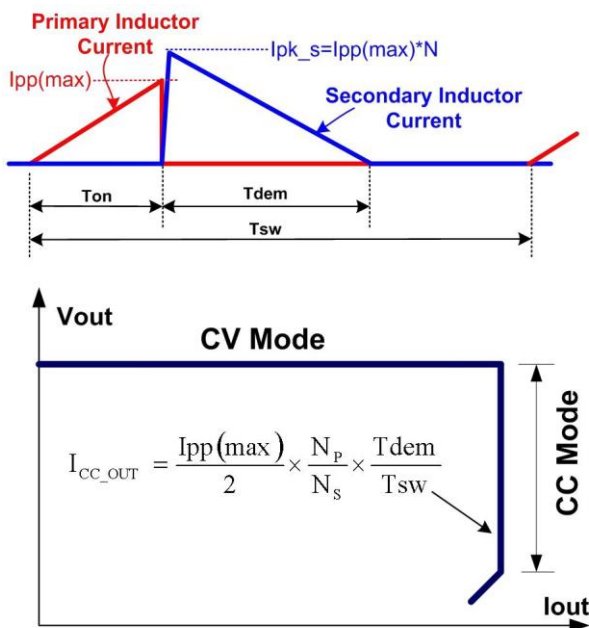 Primary Inductor
Current
Ipk_s=Ipp(max)*N
Ipp(max)
Secondary Inductor
Current
Ton
Tdem
Tsw
Vout
CV Mode
I_CC_OUT = Ipp(max)/2 × N_P/N_S × Tdem/Tsw
CC Mode
Iout